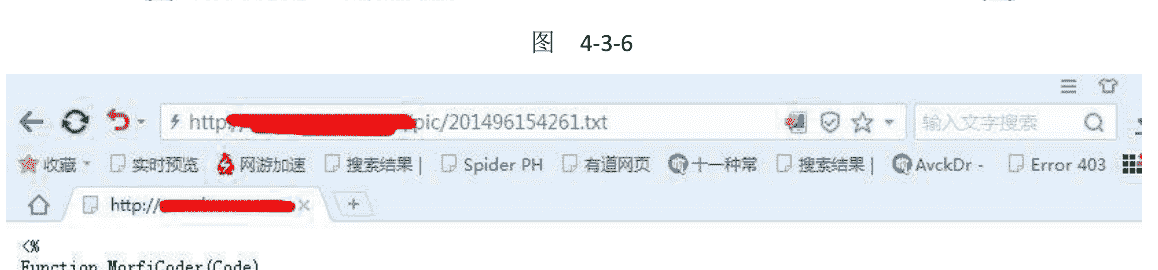 图 4-3-6
http:/ pic/201496154261.txt 输入文字搜索
收藏 实时预览 网游加速 搜索结果 | Spider PH 有道网页 十一种常 搜索结果 | AvckDr - Error 403
http://
<%
Function MorfiCoder(Code)